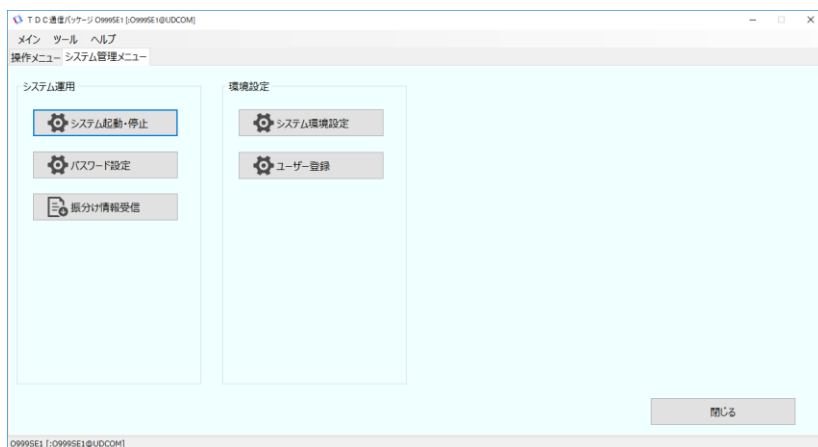 TDC通信パッケージ O999SE1 [:O999SE1@UDCOM]
メイン ツール ヘルプ
操作メニュー システム管理メニュー
システム運用
システム起動・停止
パスワード設定
振分け情報受信
環境設定
システム環境設定
ユーザー登録
閉じる
O999SE1 [:O999SE1@UDCOM]